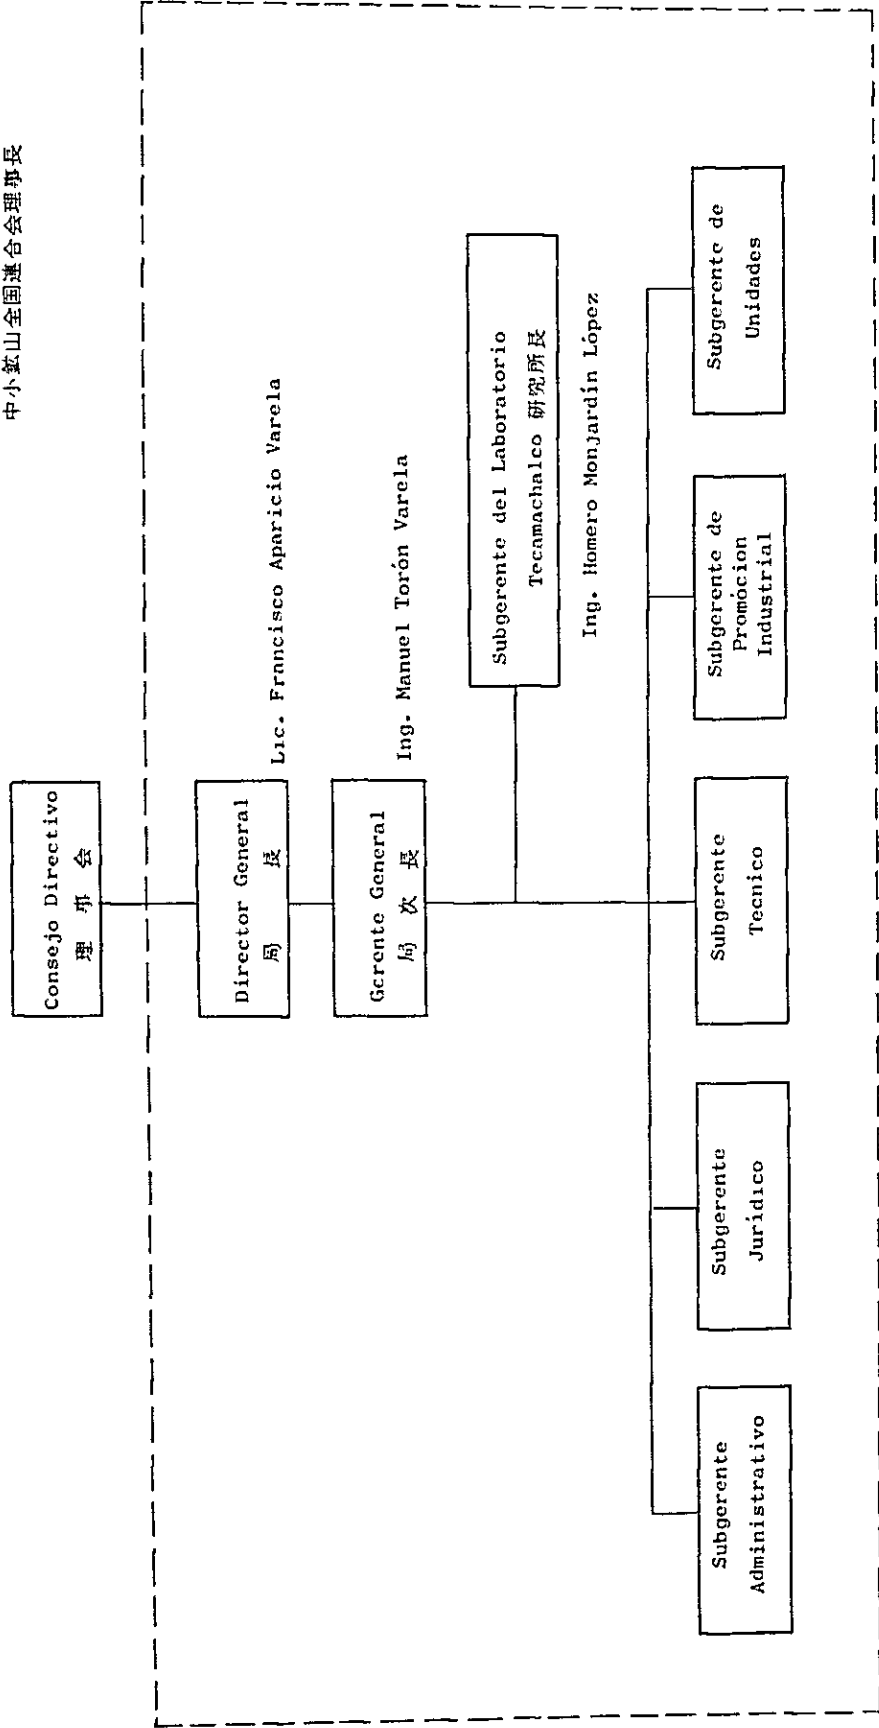 中小鉱山全国連合会理事長
Consejo Directivo
理事会
Director General
局長
Lic. Francisco Aparicio Varela
Gerente General
局次長
Ing. Manuel Torón Varela
Subgerente del Laboratorio
Tecamachalco 研究所長
Ing. Homero Monjardín López
Subgerente
Administrativo
Subgerente
Jurídico
Subgerente
Tecnico
Subgerente de
Promócion
Industrial
Subgerente de
Unidades